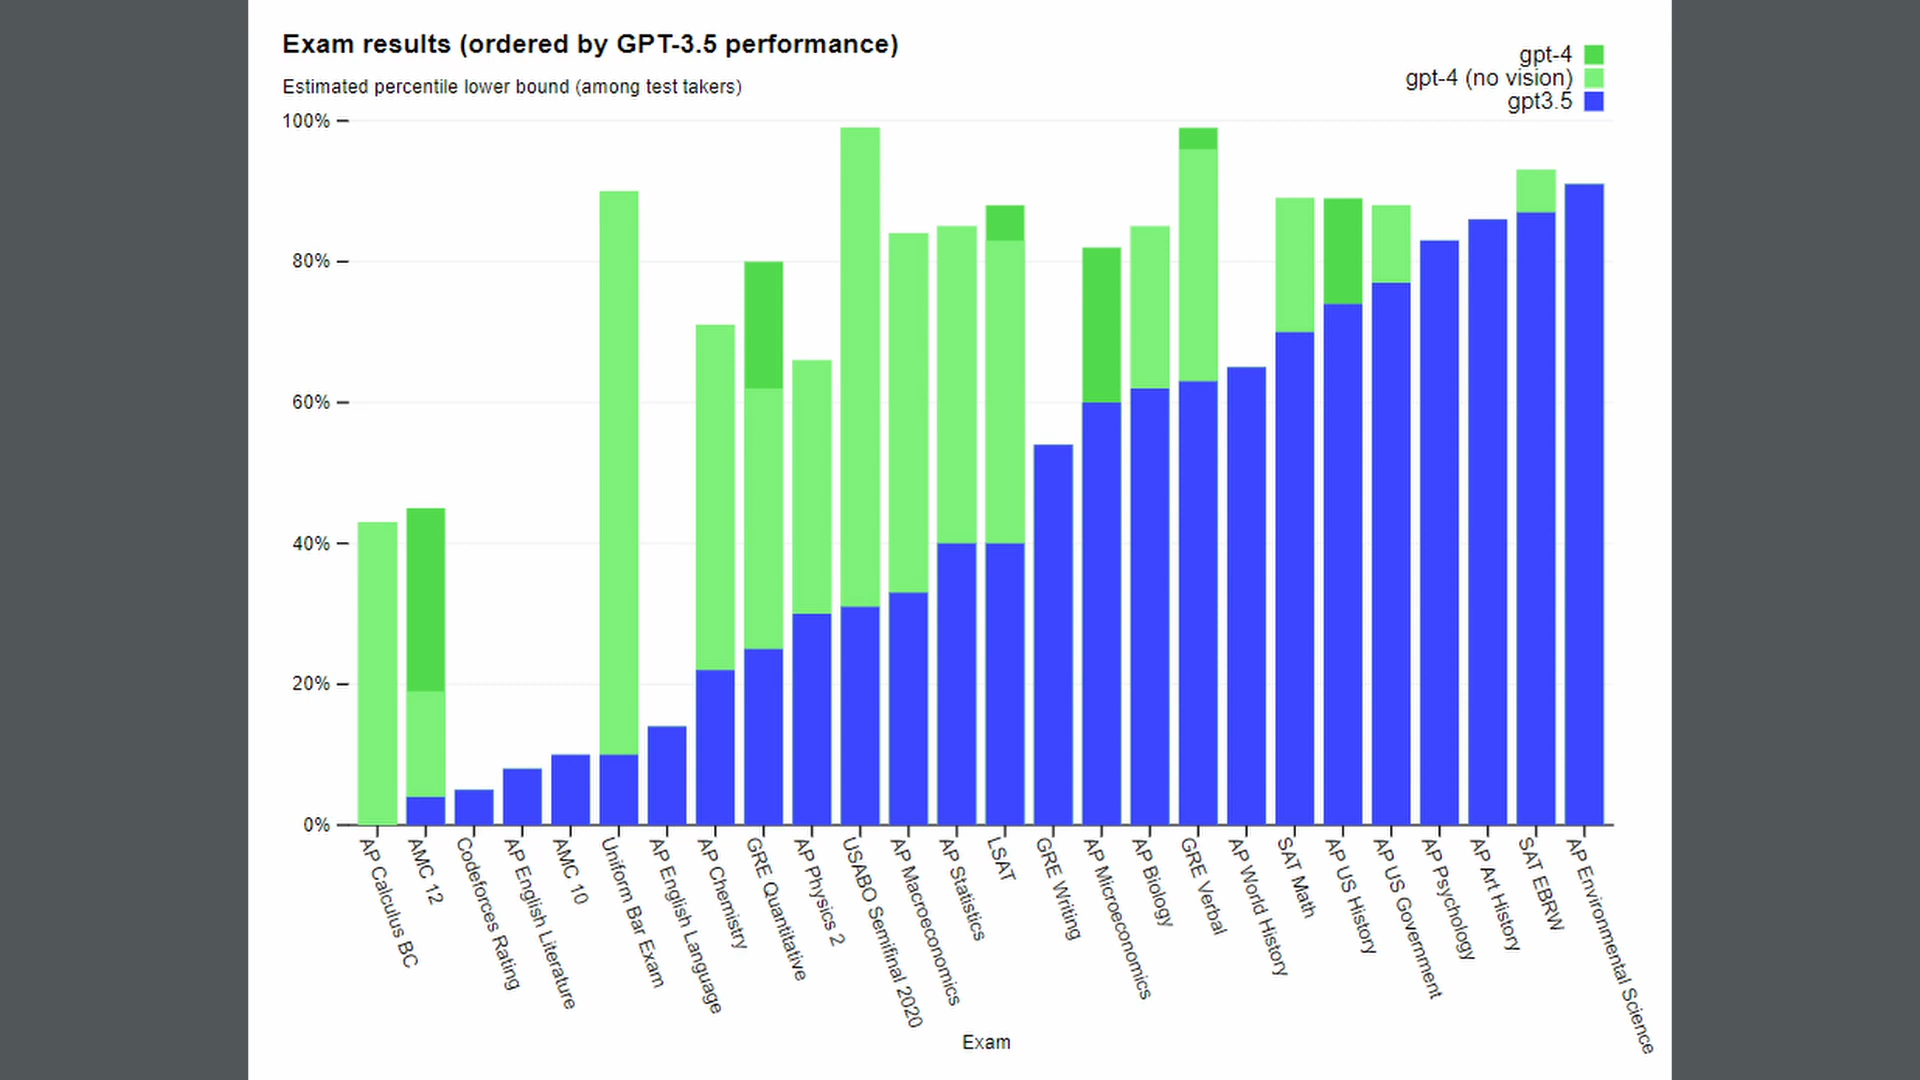 Exam results (ordered by GPT-3.5 performance)
Estimated percentile lower bound (among test takers)
gpt-4
gpt-4 (no vision)
gpt3.5
100%
80%
60%
40%
20%
0%
AP Calculus BC
AMC 12
Codeforces Rating
AP English Literature
AMC 10
Uniform Bar Exam
AP English Language
AP Chemistry
GRE Quantitative
AP Physics 2
USABO Semifinal 2020
AP Macroeconomics
AP Statistics
LSAT
GRE Writing
AP Microeconomics
AP Biology
GRE Verbal
AP World History
SAT Math
AP US History
AP US Government
AP Psychology
AP Art History
SAT EBRW
AP Environmental Science
Exam